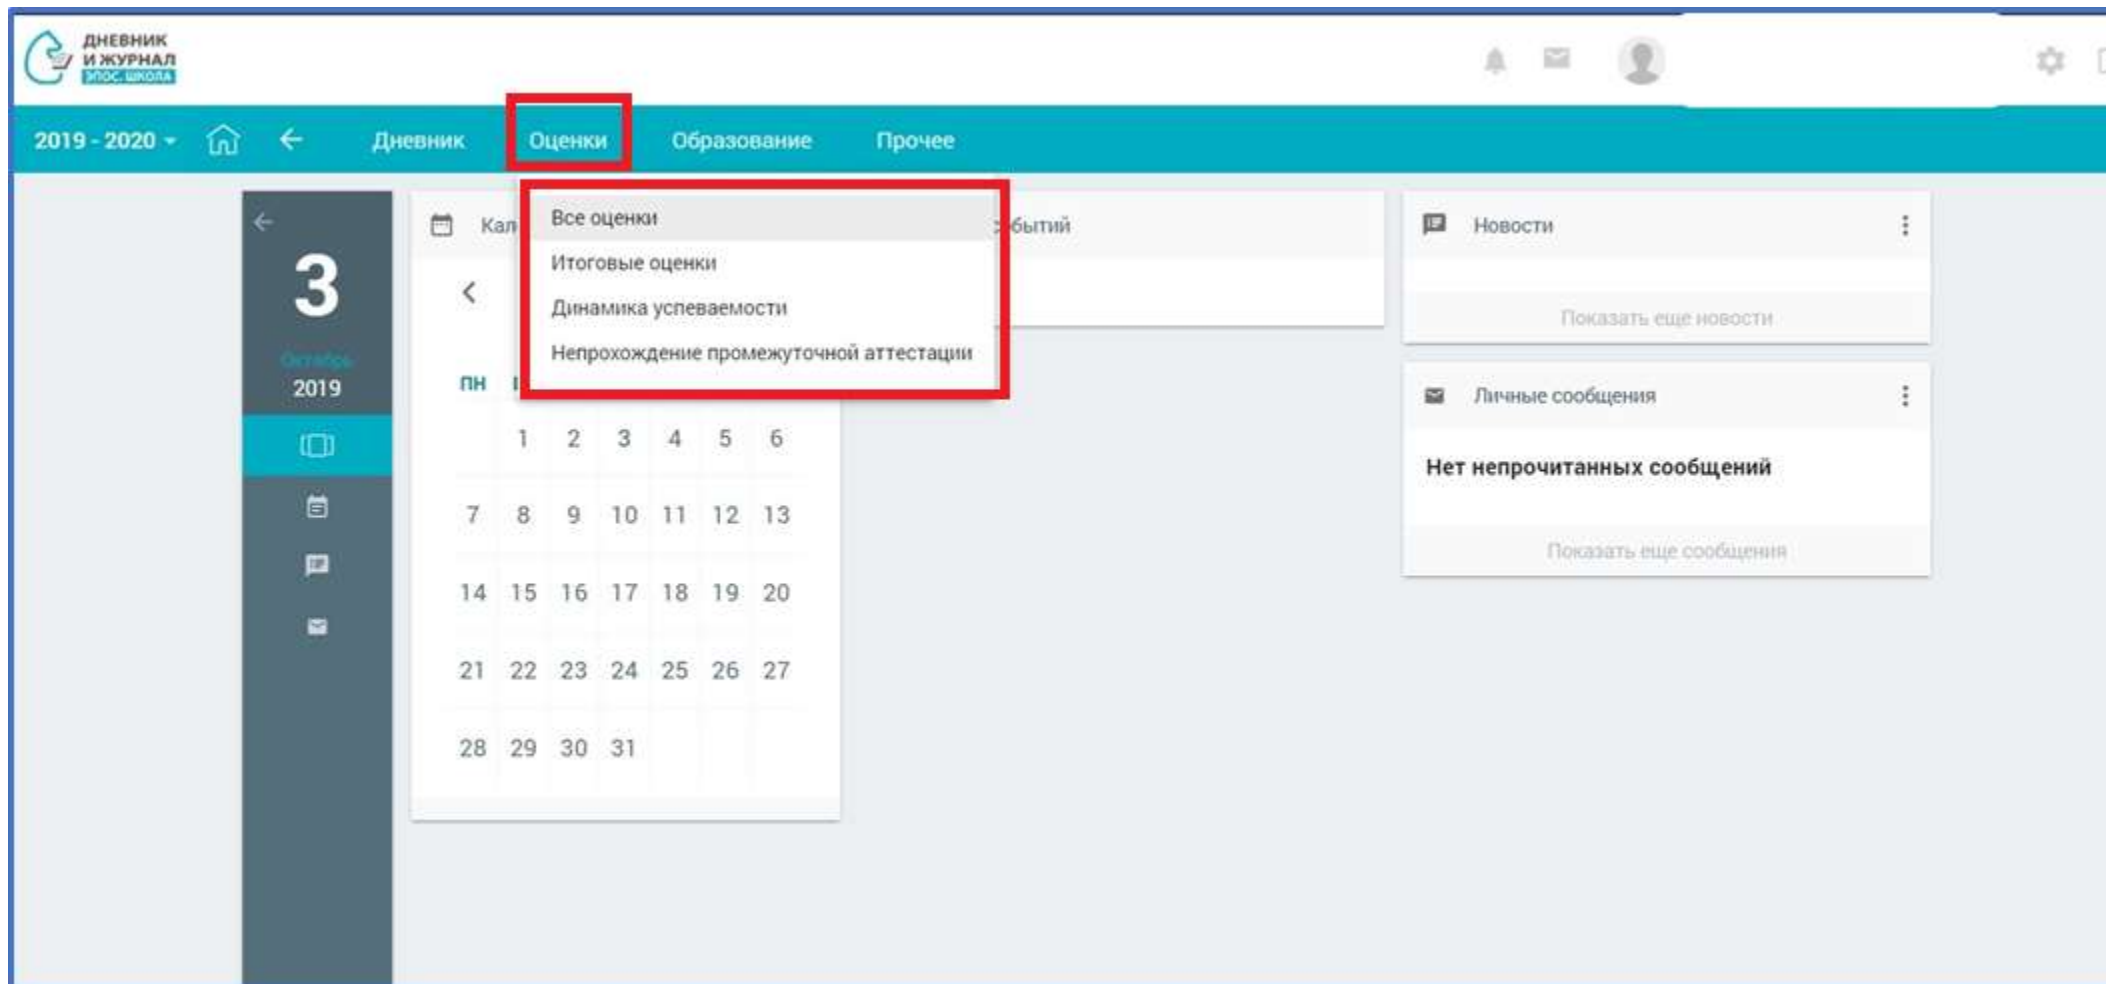 ДНЕВНИК
И ЖУРНАЛ
ЭПОС.ШКОЛА
2019 - 2020
Дневник
Оценки
Образование
Прочее
Все оценки
Итоговые оценки
Динамика успеваемости
Непрохождение промежуточной аттестации
3
Октябрь
2019
Кал
обытий
ПН
1 2 3 4 5 6
7 8 9 10 11 12 13
14 15 16 17 18 19 20
21 22 23 24 25 26 27
28 29 30 31
Новости
Показать еще новости
Личные сообщения
Нет непрочитанных сообщений
Показать еще сообщения